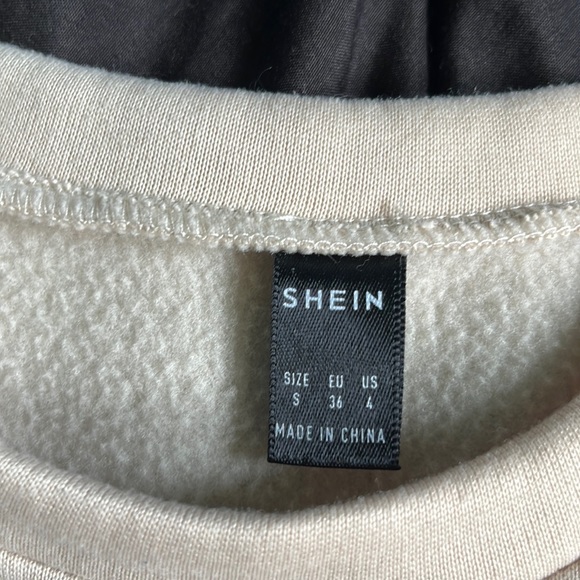 SHEIN
SIZE EU US
S 36 4
MADE IN CHINA